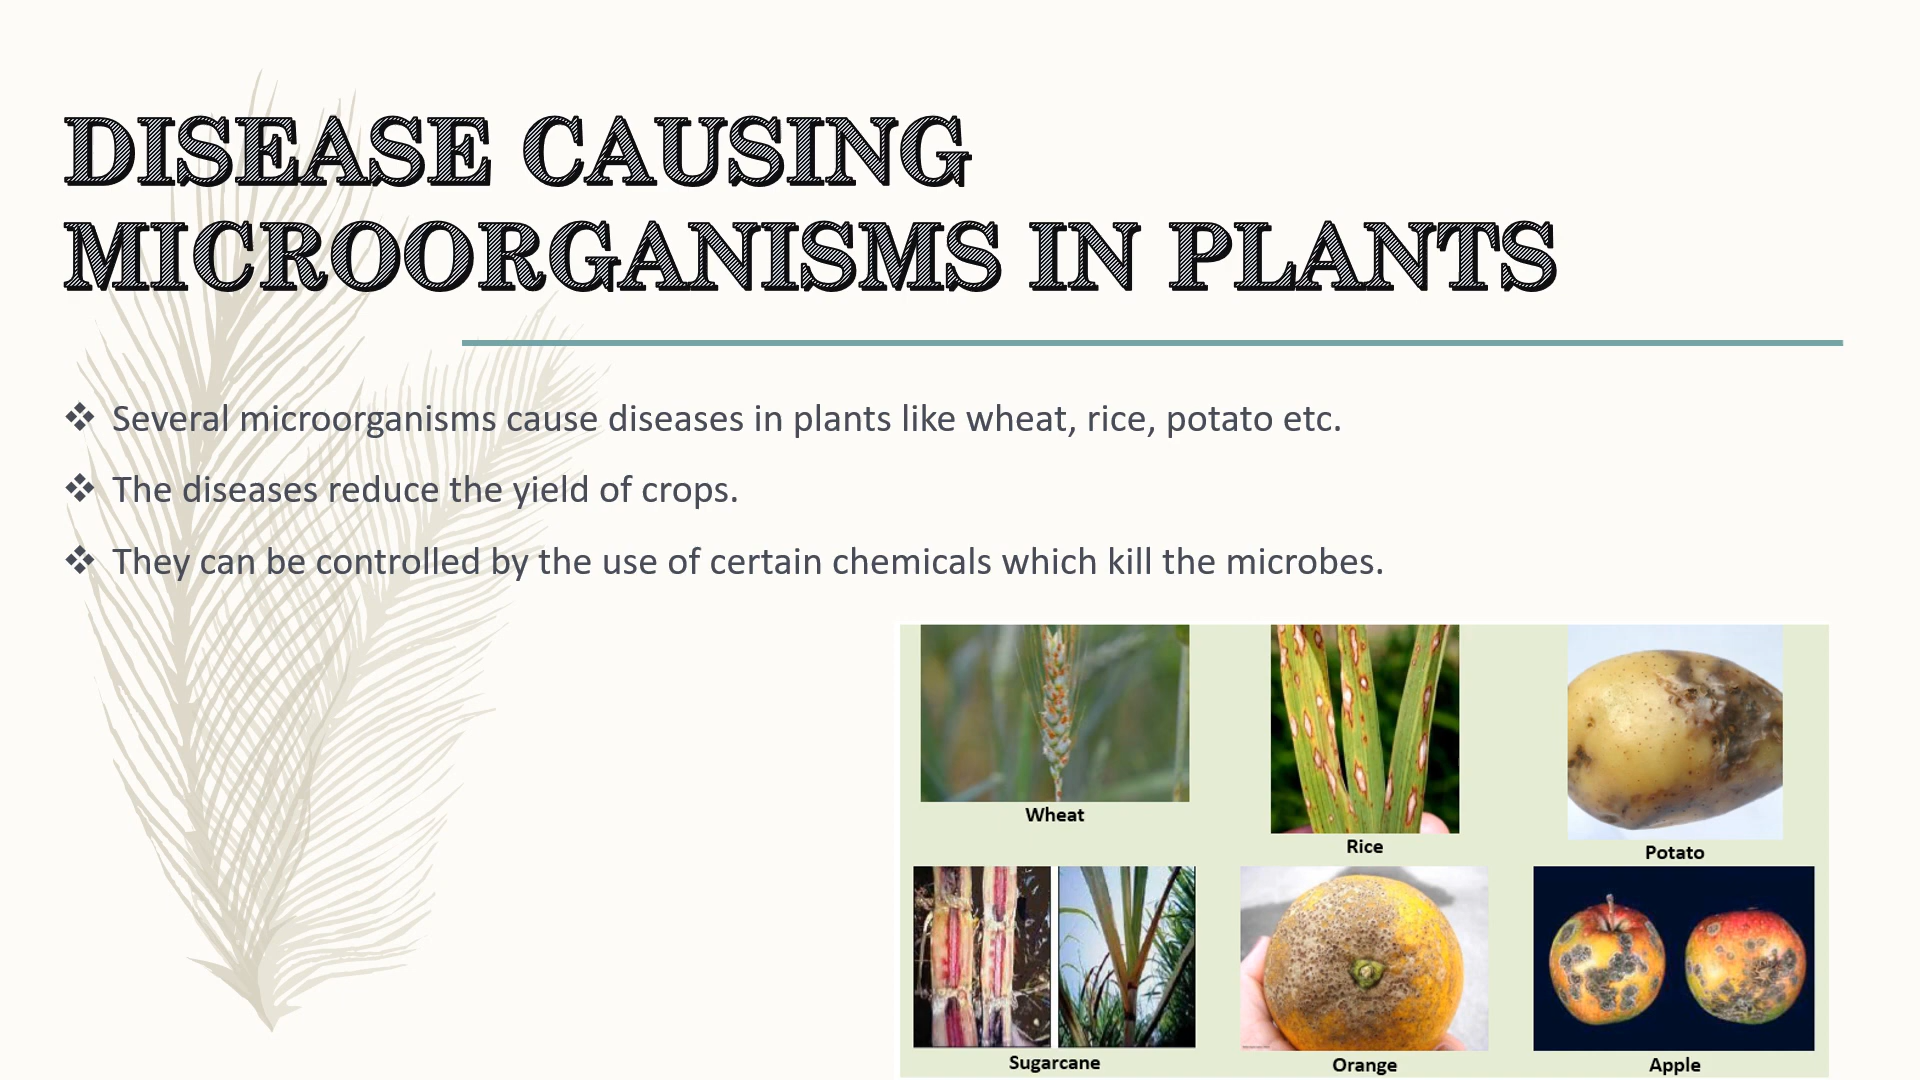 DISEASE CAUSING
MICROORGANISMS IN PLANTS
❖ Several microorganisms cause diseases in plants like wheat, rice, potato etc.
❖ The diseases reduce the yield of crops.
❖ They can be controlled by the use of certain chemicals which kill the microbes.
Wheat
Rice
Potato
Sugarcane
Orange
Apple